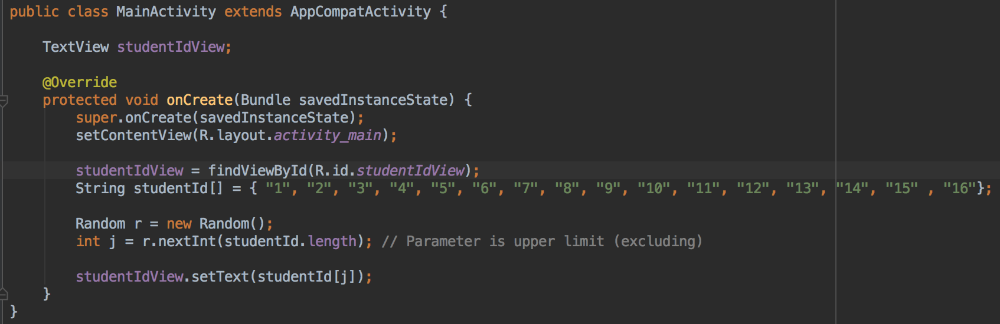 public class MainActivity extends AppCompatActivity {
TextView studentIdView;
@Override
protected void onCreate(Bundle savedInstanceState) {
super.onCreate(savedInstanceState);
setContentView(R.layout.activity_main);
studentIdView = findViewById(R.id.studentIdView);
String studentId[] = { "1", "2", "3", "4", "5", "6", "7", "8", "9", "10", "11", "12", "13", "14", "15" , "16"};
Random r = new Random();
int j = r.nextInt(studentId.length); // Parameter is upper limit (excluding)
studentIdView.setText(studentId[j]);
}
}